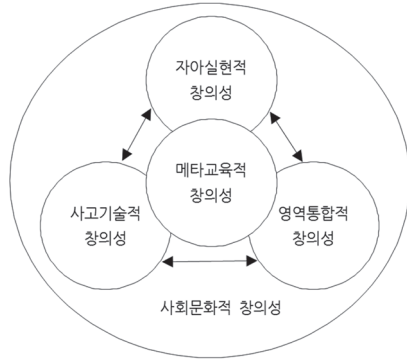 자아실현적
창의성
메타교육적
창의성
사고기술적
창의성
영역통합적
창의성
사회문화적 창의성